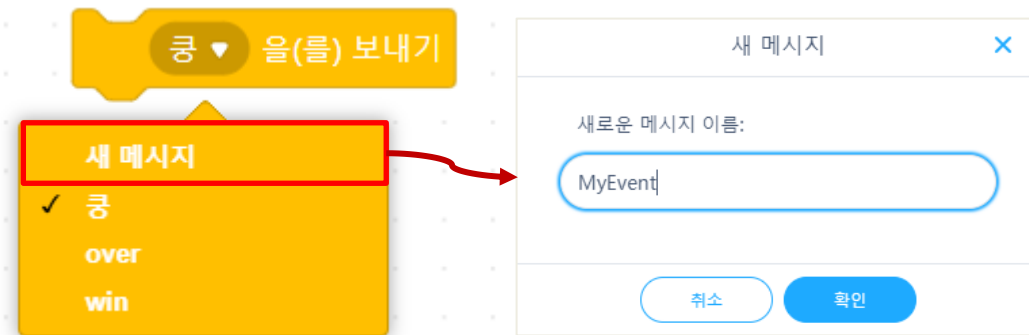 쿵 ▼ 을(를) 보내기
새 메시지
✓ 쿵
over
win
새 메시지 ✕
새로운 메시지 이름:
MyEvent
취소 확인